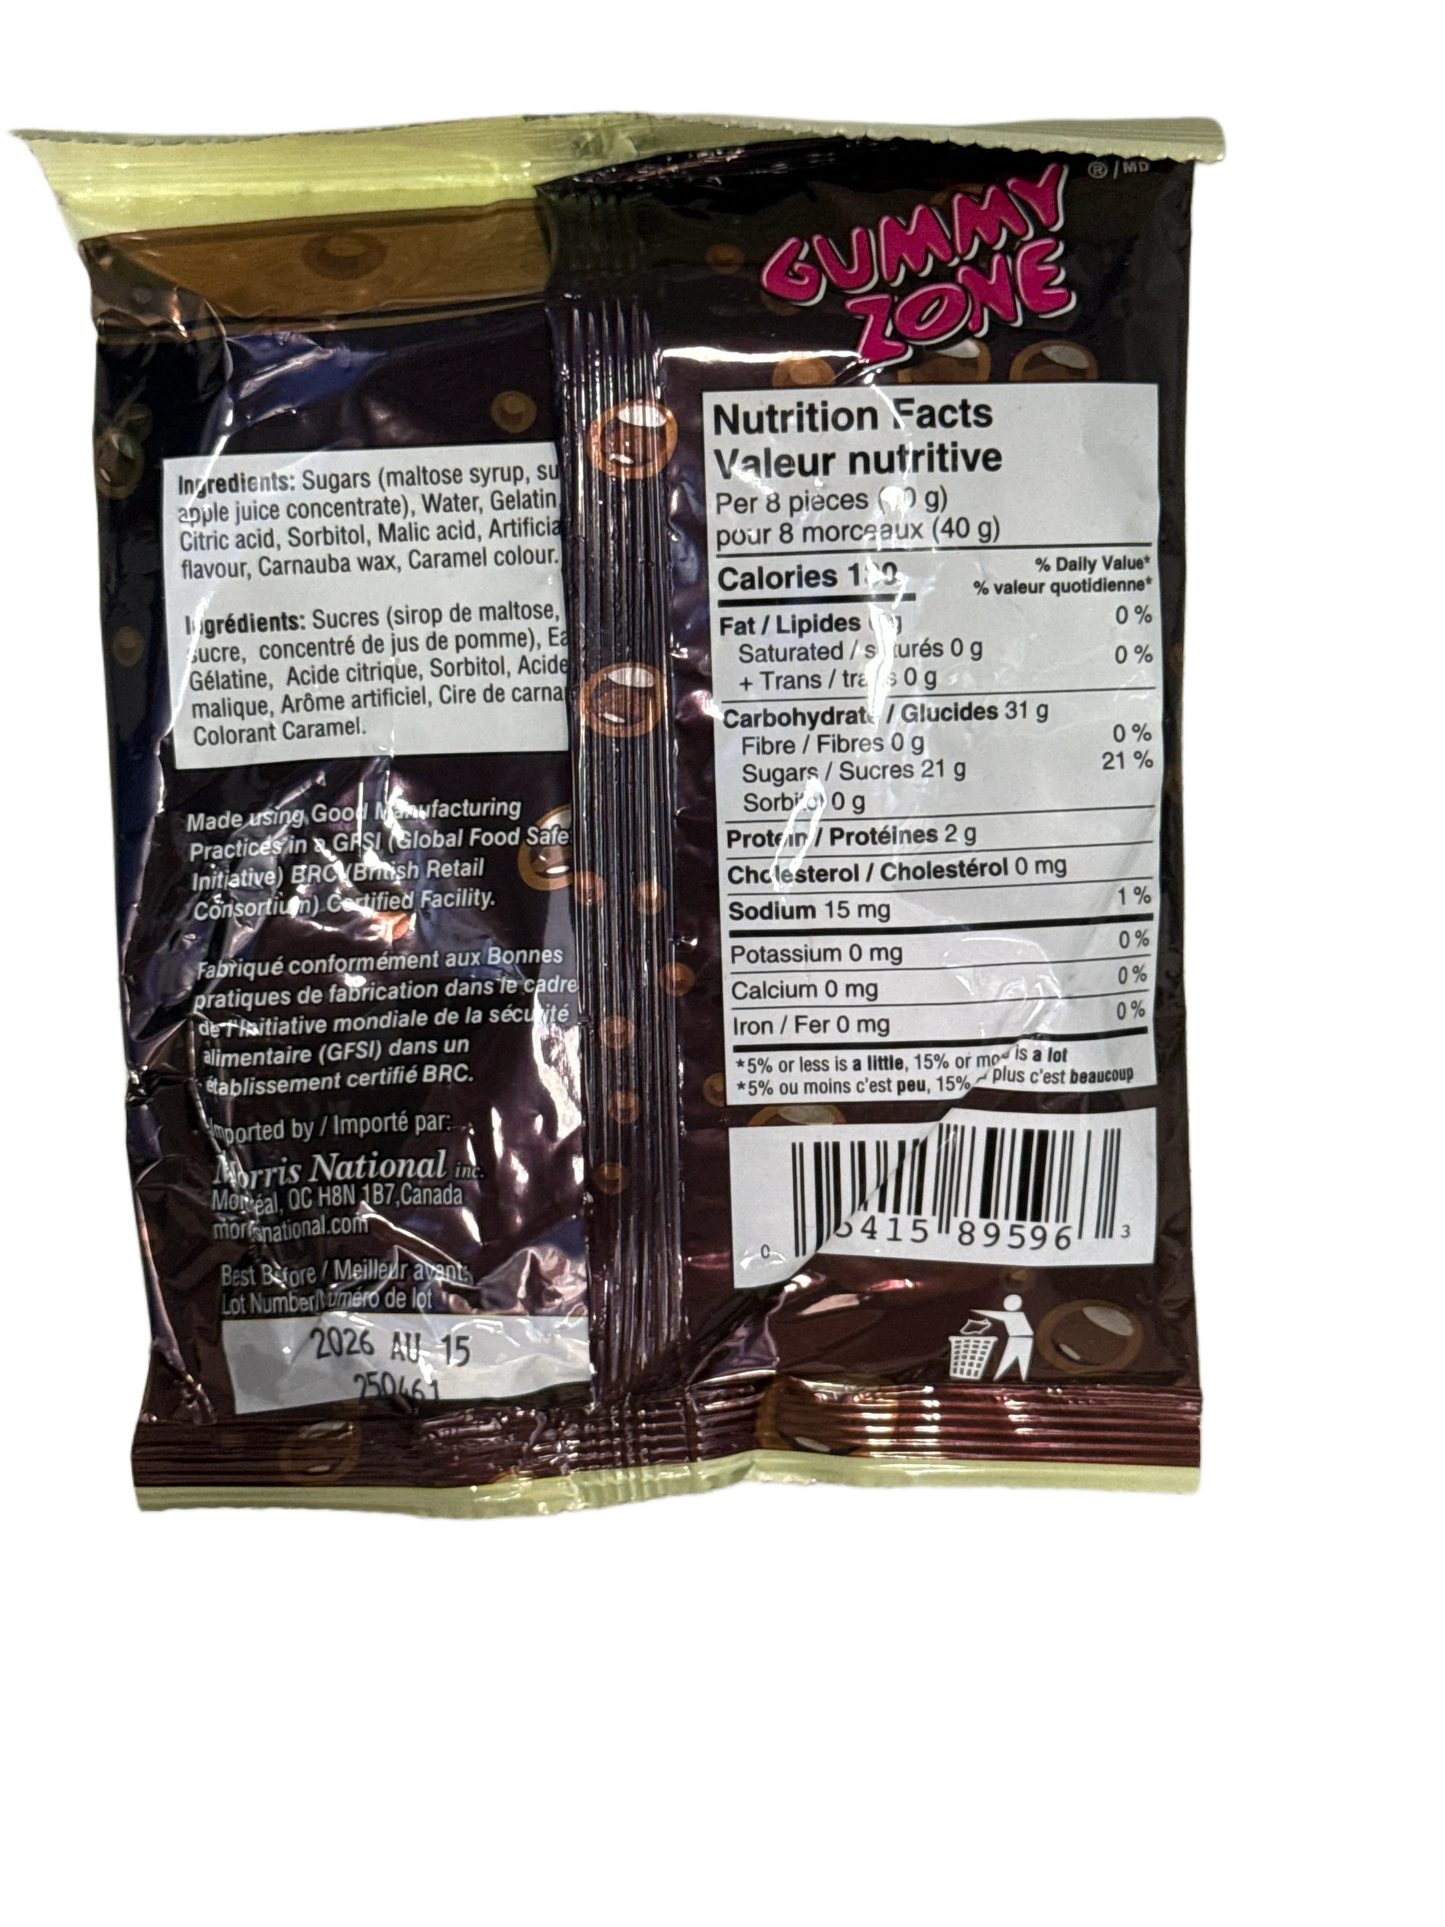 ®/MD
GUMMY
ZONE
Ingredients: Sugars (maltose syrup, su
apple juice concentrate), Water, Gelatin,
Citric acid, Sorbitol, Malic acid, Artificia
flavour, Carnauba wax, Caramel colour.
Ingrédients: Sucres (sirop de maltose,
sucre, concentré de jus de pomme), Ea
Gélatine, Acide citrique, Sorbitol, Acide
malique, Arôme artificiel, Cire de carna
Colorant Caramel.
Made using Good Manufacturing
Practices in a GFSI (Global Food Safe
Initiative) BRC (British Retail
Consortium) Certified Facility.
Fabriqué conformément aux Bonnes
pratiques de fabrication dans le cadre
de l'Initiative mondiale de la sécurité
alimentaire (GFSI) dans un
établissement certifié BRC.
Imported by / Importé par:
Morris National inc.
Montréal, QC H8N 1B7, Canada
morrisnational.com
Best Before / Meilleur avant:
Lot Number/Numéro de lot
2026 AU 15
250461
Nutrition Facts
Valeur nutritive
Per 8 pieces ( g)
pour 8 morceaux (40 g)
Calories
% Daily Value*
% valeur quotidienne*
Fat / Lipides g 0 %
Saturated / saturés 0 g
+ Trans / trans 0 g 0 %
Carbohydrate / Glucides 31 g
Fibre / Fibres 0 g 0 %
Sugars / Sucres 21 g 21 %
Sorbitol 0 g
Protein / Protéines 2 g
Cholesterol / Cholestérol 0 mg
Sodium 15 mg 1 %
Potassium 0 mg 0 %
Calcium 0 mg 0 %
Iron / Fer 0 mg 0 %
*5% or less is a little, 15% or more is a lot
*5% ou moins c'est peu, 15% plus c'est beaucoup
0 5415 89596 3